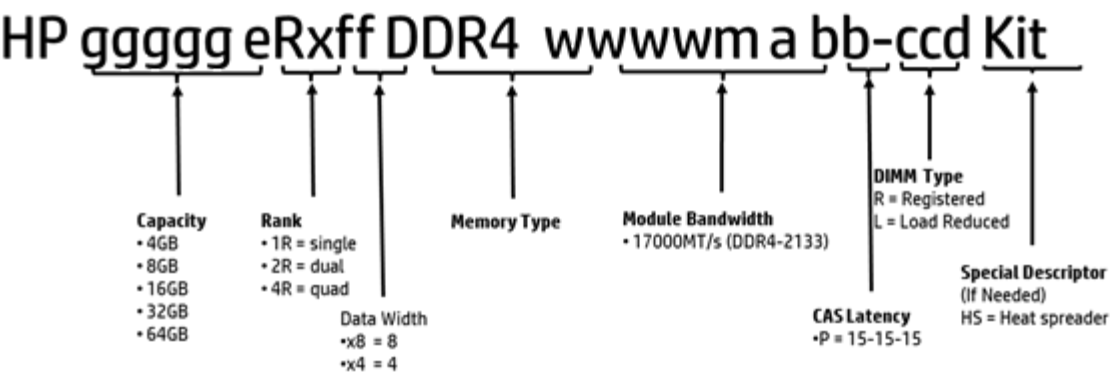 HP ggggg eRxff DDR4 wwwwwm a bb-ccd Kit
Capacity
• 4GB
• 8GB
• 16GB
• 32GB
• 64GB
Rank
• 1R = single
• 2R = dual
• 4R = quad
Data Width
•x8 = 8
•x4 = 4
Memory Type
Module Bandwidth
• 17000MT/s (DDR4-2133)
CAS Latency
•P = 15-15-15
DIMM Type
R = Registered
L = Load Reduced
Special Descriptor
(If Needed)
HS = Heat spreader